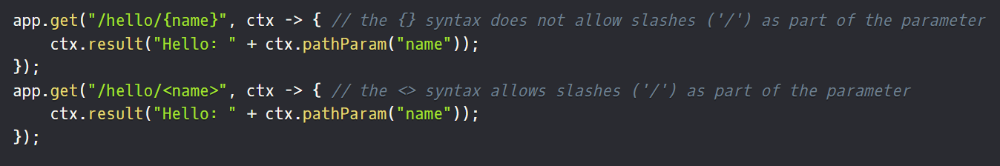 app.get("/hello/{name}", ctx -> { // the {} syntax does not allow slashes ('/') as part of the parameter
    ctx.result("Hello: " + ctx.pathParam("name"));
});
app.get("/hello/<name>", ctx -> { // the <> syntax allows slashes ('/') as part of the parameter
    ctx.result("Hello: " + ctx.pathParam("name"));
});